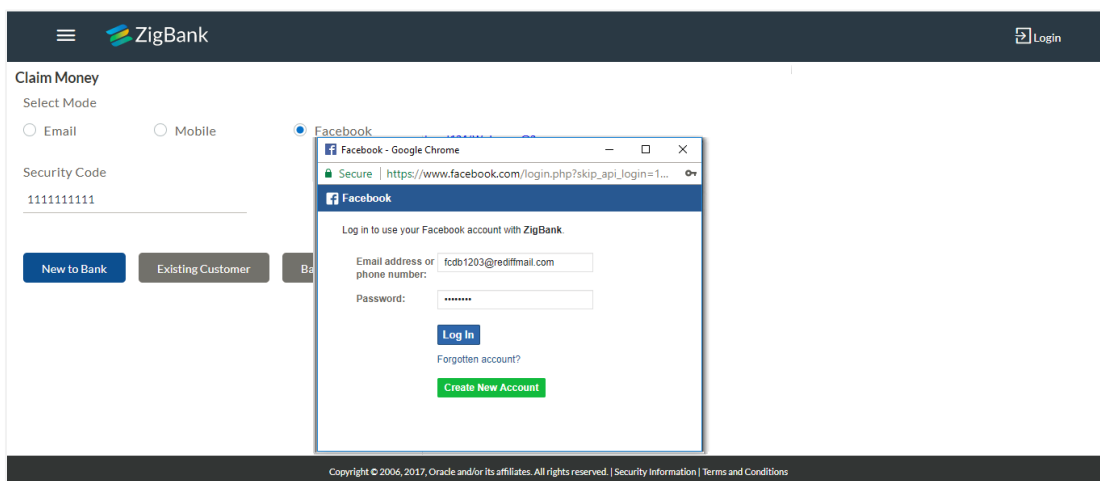 ZigBank
Login
Claim Money
Select Mode
Email
Mobile
Facebook
Security Code
1111111111
New to Bank
Existing Customer
Ba
Facebook - Google Chrome
Secure | https://www.facebook.com/login.php?skip_api_login=1...
Facebook
Log in to use your Facebook account with ZigBank.
Email address or
phone number:
fcdb1203@rediffmail.com
Password:
••••••••
Log In
Forgotten account?
Create New Account
Copyright © 2006, 2017, Oracle and/or its affiliates. All rights reserved. | Security Information | Terms and Conditions